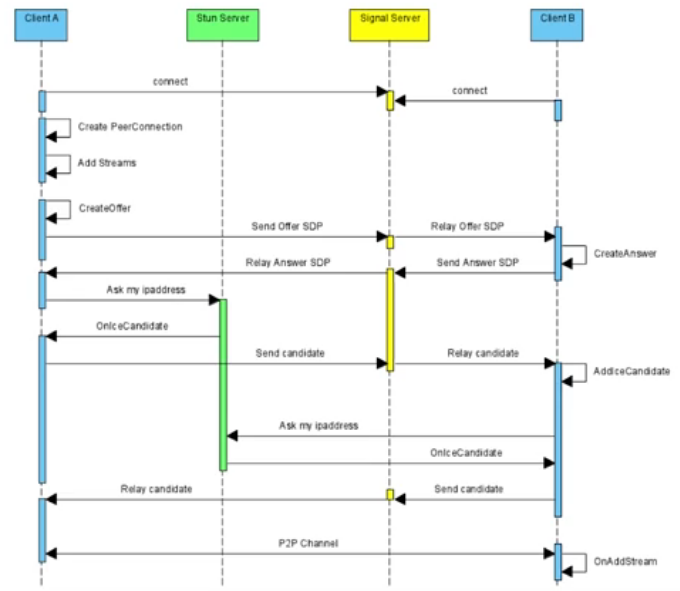 Client A
Stun Server
Signal Server
Client B
connect
connect
Create PeerConnection
Add Streams
CreateOffer
Send Offer SDP
Relay Offer SDP
CreateAnswer
Relay Answer SDP
Send Answer SDP
Ask my ipaddress
OnIceCandidate
Send candidate
Relay candidate
AddIceCandidate
Ask my ipaddress
OnIceCandidate
Relay candidate
Send candidate
P2P Channel
OnAddStream